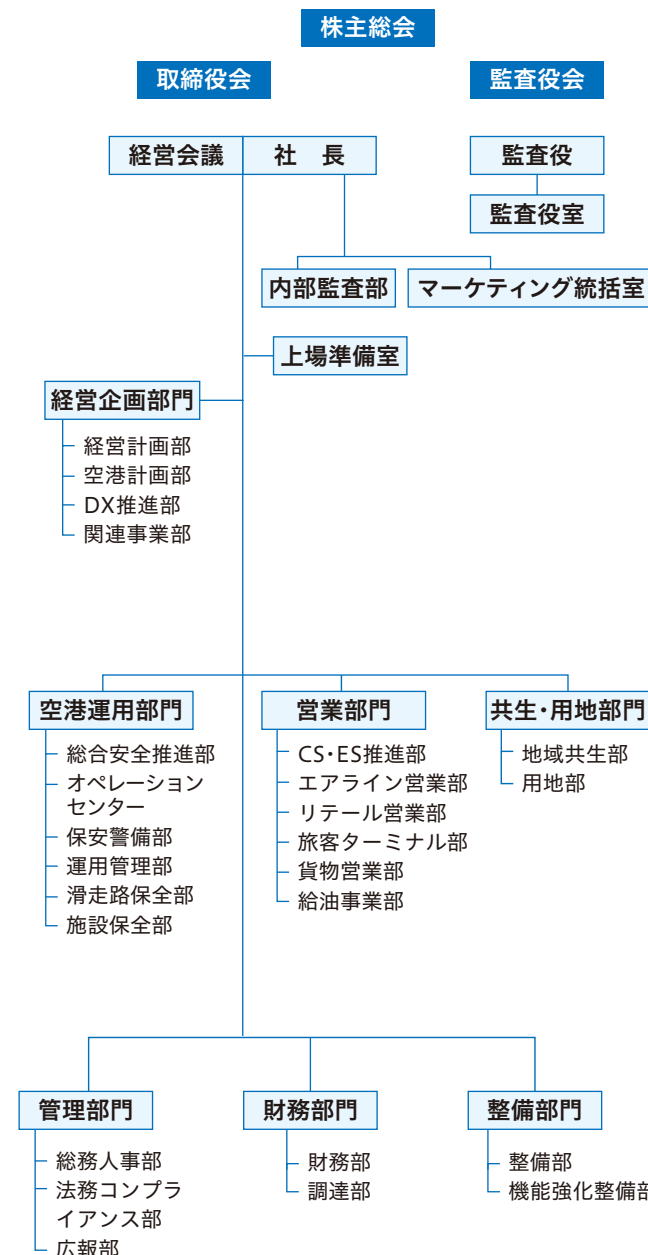 株主総会
取締役会
監査役会
経営会議
社　長
監査役
監査役室
内部監査部
マーケティング統括室
上場準備室
経営企画部門
経営計画部
空港計画部
DX推進部
関連事業部
空港運用部門
総合安全推進部
オペレーション
センター
保安警備部
運用管理部
滑走路保全部
施設保全部
営業部門
CS・ES推進部
エアライン営業部
リテール営業部
旅客ターミナル部
貨物営業部
給油事業部
共生・用地部門
地域共生部
用地部
管理部門
総務人事部
法務コンプラ
イアンス部
広報部
財務部門
財務部
調達部
整備部門
整備部
機能強化整備部